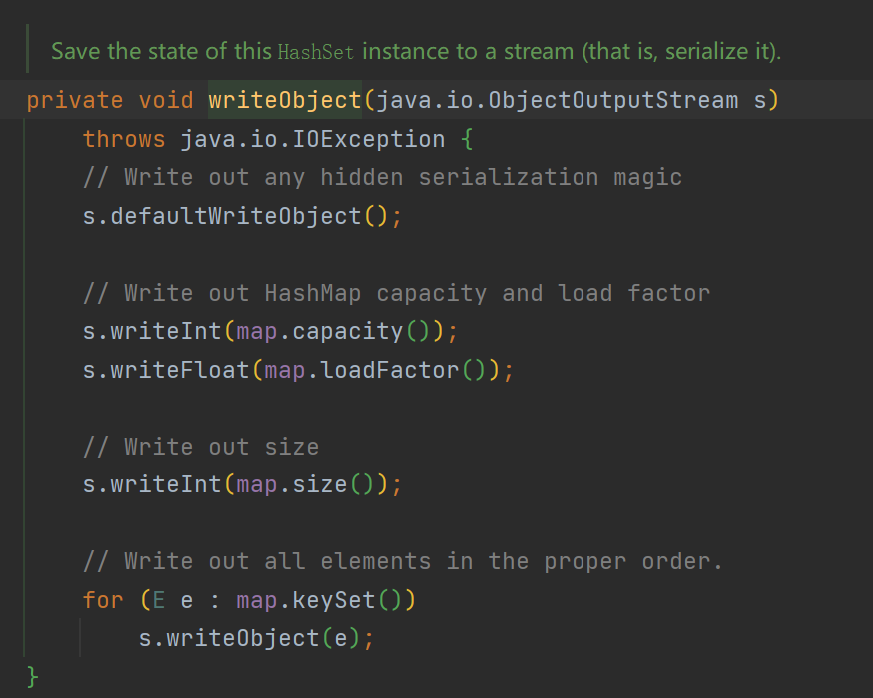 Save the state of this HashSet instance to a stream (that is, serialize it).
private void writeObject(java.io.ObjectOutputStream s)
throws java.io.IOException {
// Write out any hidden serialization magic
s.defaultWriteObject();
// Write out HashMap capacity and load factor
s.writeInt(map.capacity());
s.writeFloat(map.loadFactor());
// Write out size
s.writeInt(map.size());
// Write out all elements in the proper order.
for (E e : map.keySet())
s.writeObject(e);
}